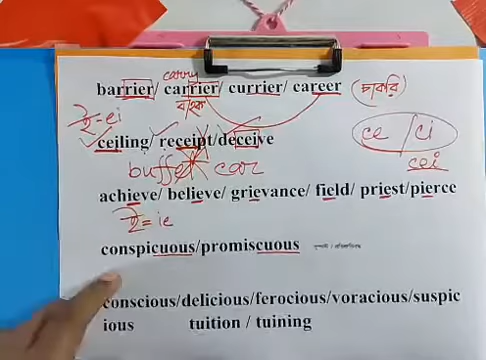 carry
barrier/ carrier/ currier/ career (চাকরি)
বাহক
ই = ei
ce / ci
ceiling/ receipt/deceive
cei
buffet car
achieve/ believe/ grievance/ field/ priest/pierce
ই = ie
conspicuous/promiscuous
conscious/delicious/ferocious/voracious/suspic
ious tuition / tuining